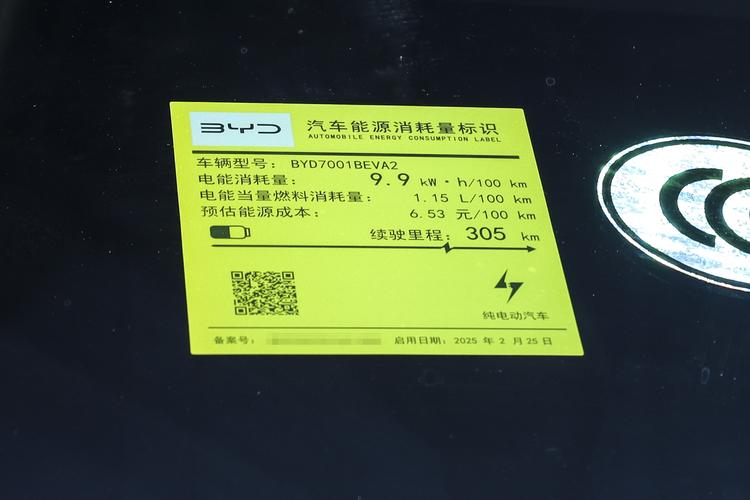 BYD 汽车能源消耗量标识
AUTOMOBILE ENERGY CONSUMPTION LABEL
车辆型号: BYD7001BEVA2
电能消耗量: 9.9 kW·h/100 km
电能当量燃料消耗量: 1.15 L/100 km
预估能源成本: 6.53 元/100 km
续驶里程: 305 km
纯电动汽车
备案号: 启用日期: 2025 年 2 月 25 日